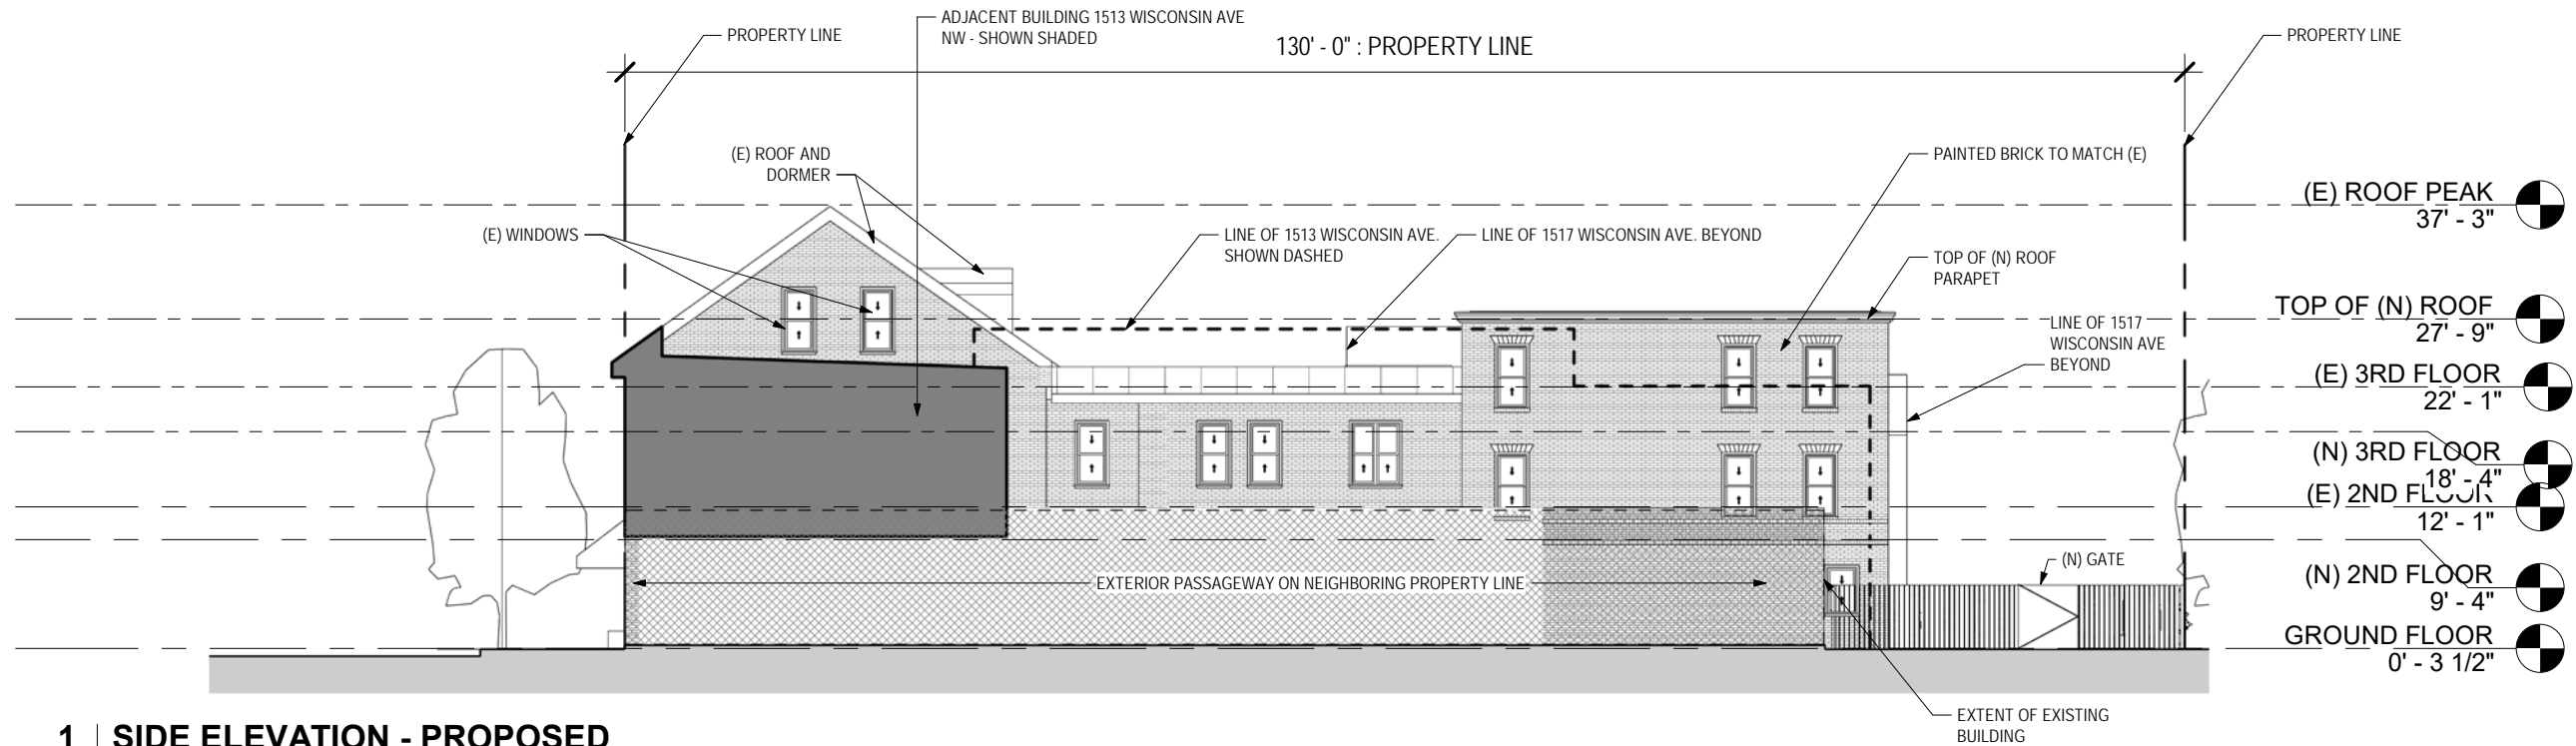 ADJACENT BUILDING 1513 WISCONSIN AVE
NW - SHOWN SHADED
PROPERTY LINE
130' - 0" : PROPERTY LINE
PROPERTY LINE
(E) ROOF AND
DORMER
PAINTED BRICK TO MATCH (E)
(E) ROOF PEAK
37' - 3"
(E) WINDOWS
LINE OF 1513 WISCONSIN AVE.
SHOWN DASHED
LINE OF 1517 WISCONSIN AVE. BEYOND
TOP OF (N) ROOF
PARAPET
TOP OF (N) ROOF
27' - 9"
LINE OF 1517
WISCONSIN AVE
BEYOND
(E) 3RD FLOOR
22' - 1"
(N) 3RD FLOOR
18' - 4"
(E) 2ND FLOOR
12' - 1"
(N) GATE
EXTERIOR PASSAGEWAY ON NEIGHBORING PROPERTY LINE
(N) 2ND FLOOR
9' - 4"
GROUND FLOOR
0' - 3 1/2"
EXTENT OF EXISTING
BUILDING
1 SIDE ELEVATION - PROPOSED